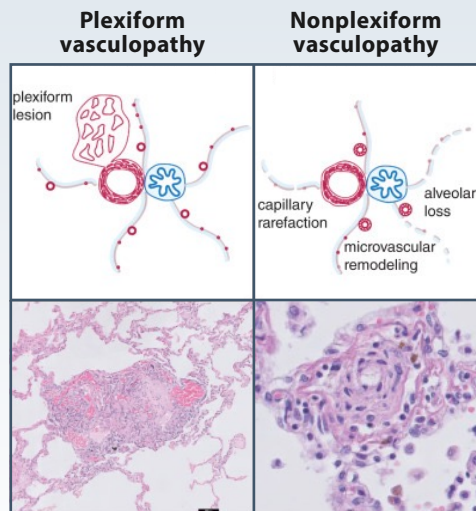 Plexiform
vasculopathy
Nonplexiform
vasculopathy
plexiform
lesion
capillary
rarefaction
alveolar
loss
microvascular
remodeling